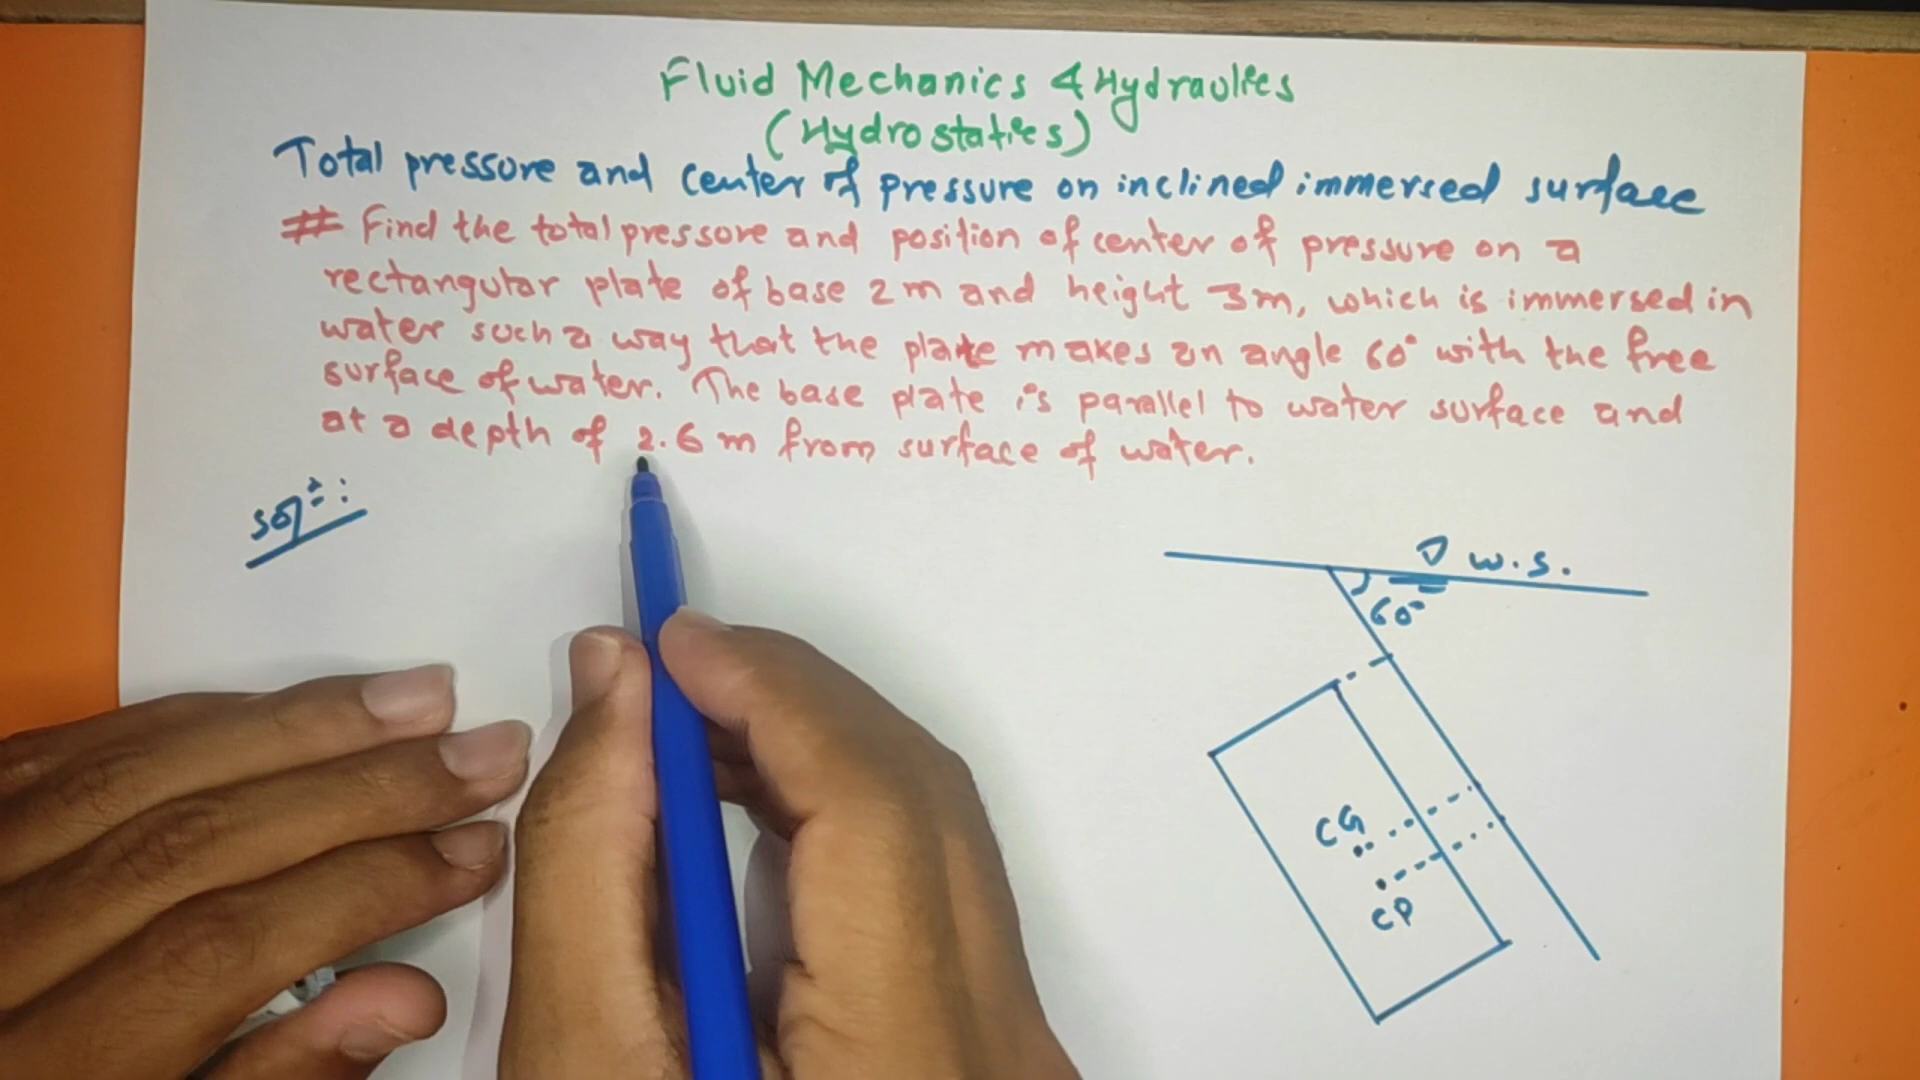 Fluid Mechanics & Hydraulics
(Hydrostatics)
Total pressure and center of pressure on inclined immersed surface
# Find the total pressure and position of center of pressure on a
rectangular plate of base 2m and height 3m, which is immersed in
water such a way that the plate makes an angle 60° with the free
surface of water. The base plate is parallel to water surface and
at a depth of 2.6 m from surface of water.
Solⁿ:
▽ W.S.
60°
CG
CP